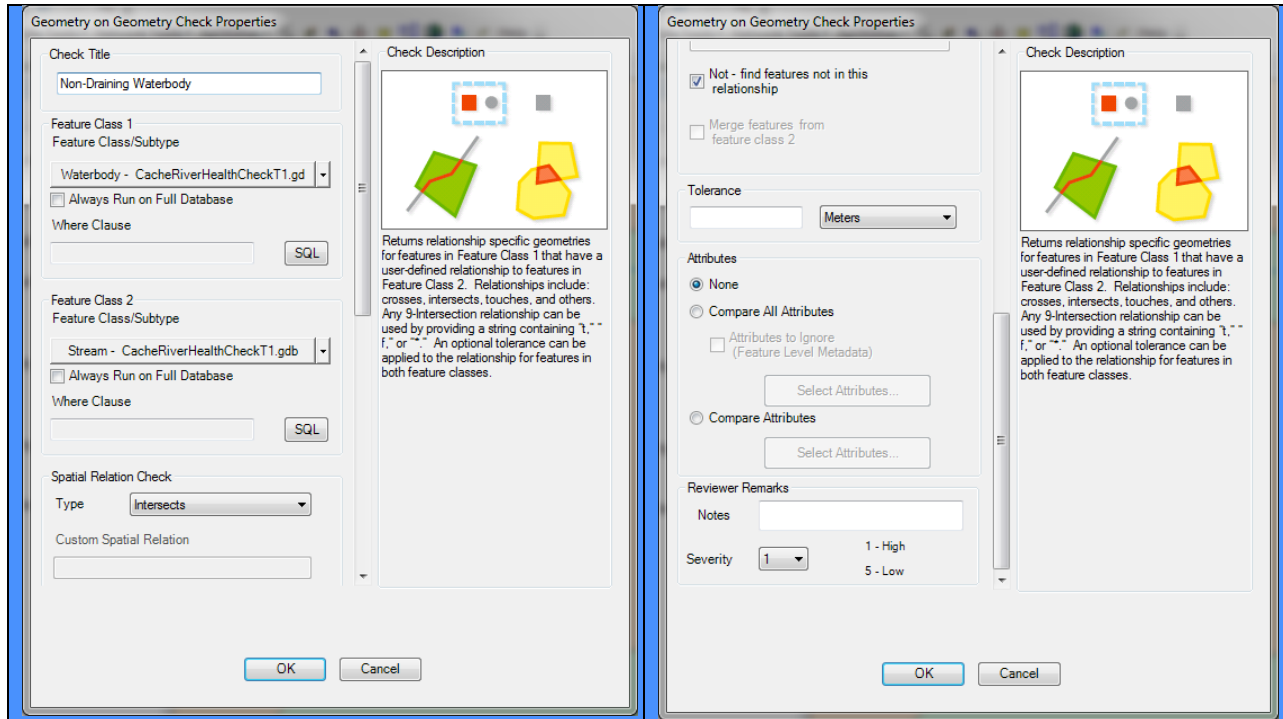 Geometry on Geometry Check Properties
Check Title
Non-Draining Waterbody
Feature Class 1
Feature Class/Subtype
Waterbody - CacheRiverHealthCheckT1.gd
Always Run on Full Database
Where Clause
SQL
Feature Class 2
Feature Class/Subtype
Stream - CacheRiverHealthCheckT1.gdb
Always Run on Full Database
Where Clause
SQL
Spatial Relation Check
Type Intersects
Custom Spatial Relation
Check Description
Returns relationship specific geometries
for features in Feature Class 1 that have a
user-defined relationship to features in
Feature Class 2. Relationships include:
crosses, intersects, touches, and others.
Any 9-Intersection relationship can be
used by providing a string containing "t," "
f," or "*." An optional tolerance can be
applied to the relationship for features in
both feature classes.
OK Cancel
Geometry on Geometry Check Properties
Not - find features not in this
relationship
Merge features from
feature class 2
Tolerance
Meters
Attributes
None
Compare All Attributes
Attributes to Ignore
(Feature Level Metadata)
Select Attributes...
Compare Attributes
Select Attributes...
Reviewer Remarks
Notes
Severity 1
1 - High
5 - Low
Check Description
Returns relationship specific geometries
for features in Feature Class 1 that have a
user-defined relationship to features in
Feature Class 2. Relationships include:
crosses, intersects, touches, and others.
Any 9-Intersection relationship can be
used by providing a string containing "t," "
f," or "*." An optional tolerance can be
applied to the relationship for features in
both feature classes.
OK Cancel